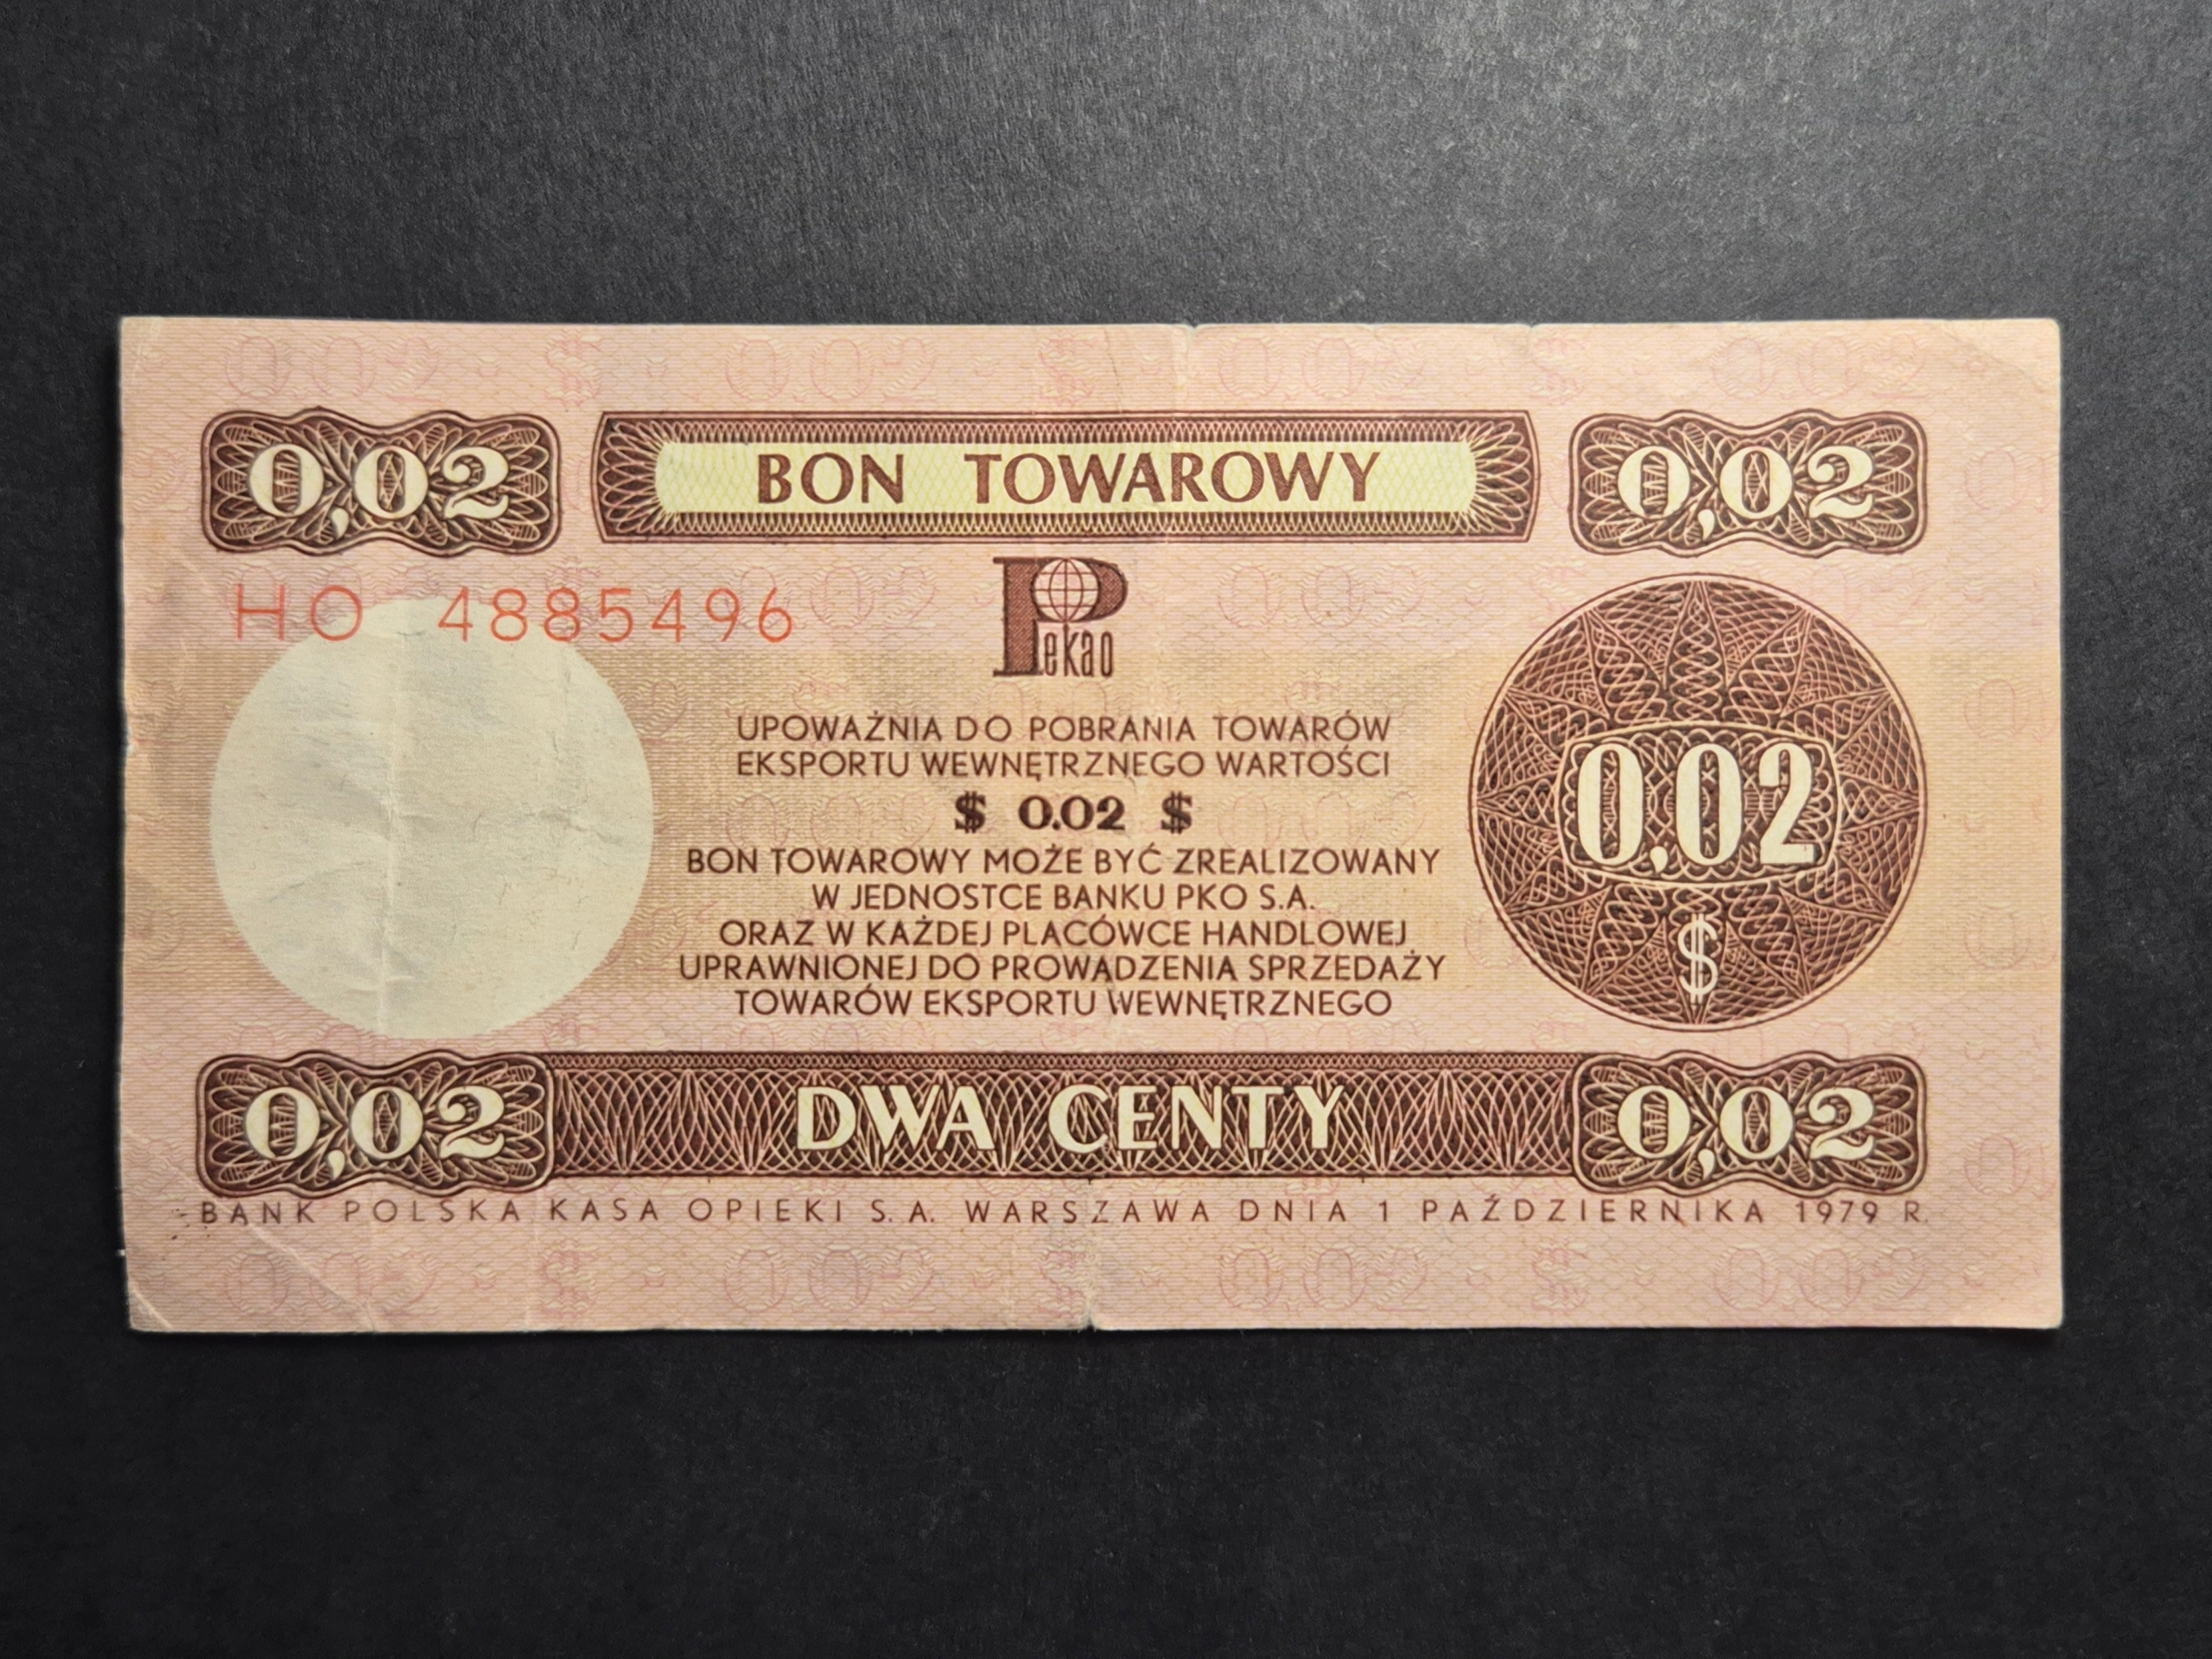 0,02 BON TOWAROWY 0,02
HO 4885496
Pekao
UPOWAŻNIA DO POBRANIA TOWARÓW
EKSPORTU WEWNĘTRZNEGO WARTOŚCI
$ 0.02 $
BON TOWAROWY MOŻE BYĆ ZREALIZOWANY
W JEDNOSTCE BANKU PKO S.A.
ORAZ W KAŻDEJ PLACÓWCE HANDLOWEJ
UPRAWNIONEJ DO PROWADZENIA SPRZEDAŻY
TOWARÓW EKSPORTU WEWNĘTRZNEGO
0,02
$
0,02 DWA CENTY 0,02
BANK POLSKA KASA OPIEKI S.A. WARSZAWA DNIA 1 PAŹDZIERNIKA 1979 R.